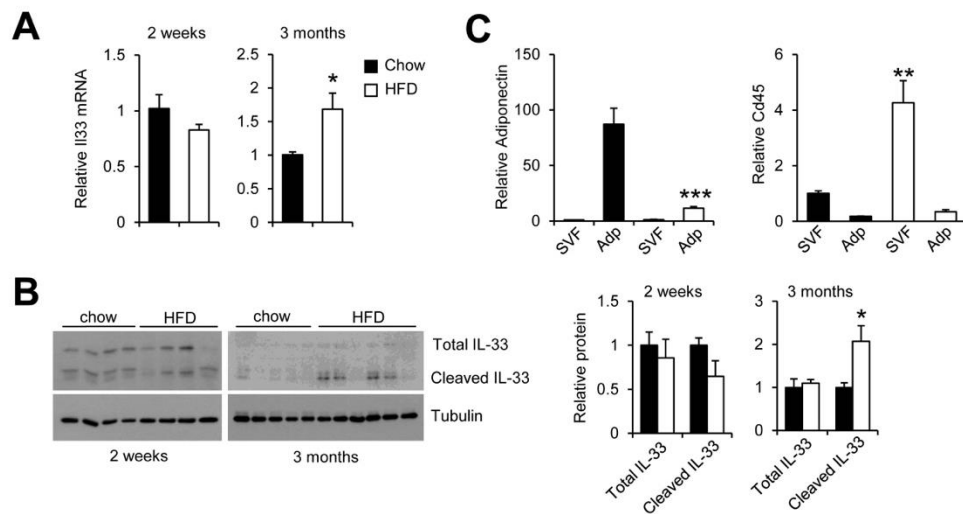 A
2 weeks
3 months
Relative Il33 mRNA
1.5
1
0.5
0
2.5
2
1.5
1
0.5
0
*
Chow
HFD
C
Relative Adiponectin
150
100
75
50
25
0
***
SVF
Adp
SVF
Adp
Relative Cd45
6
4
2
0
**
SVF
Adp
SVF
Adp
B
chow
HFD
chow
HFD
Total IL-33
Cleaved IL-33
Tubulin
2 weeks
3 months
2 weeks
3 months
Relative protein
1.5
1
0.5
0
Total IL-33
Cleaved IL-33
3
2
1
0
*
Total IL-33
Cleaved IL-33